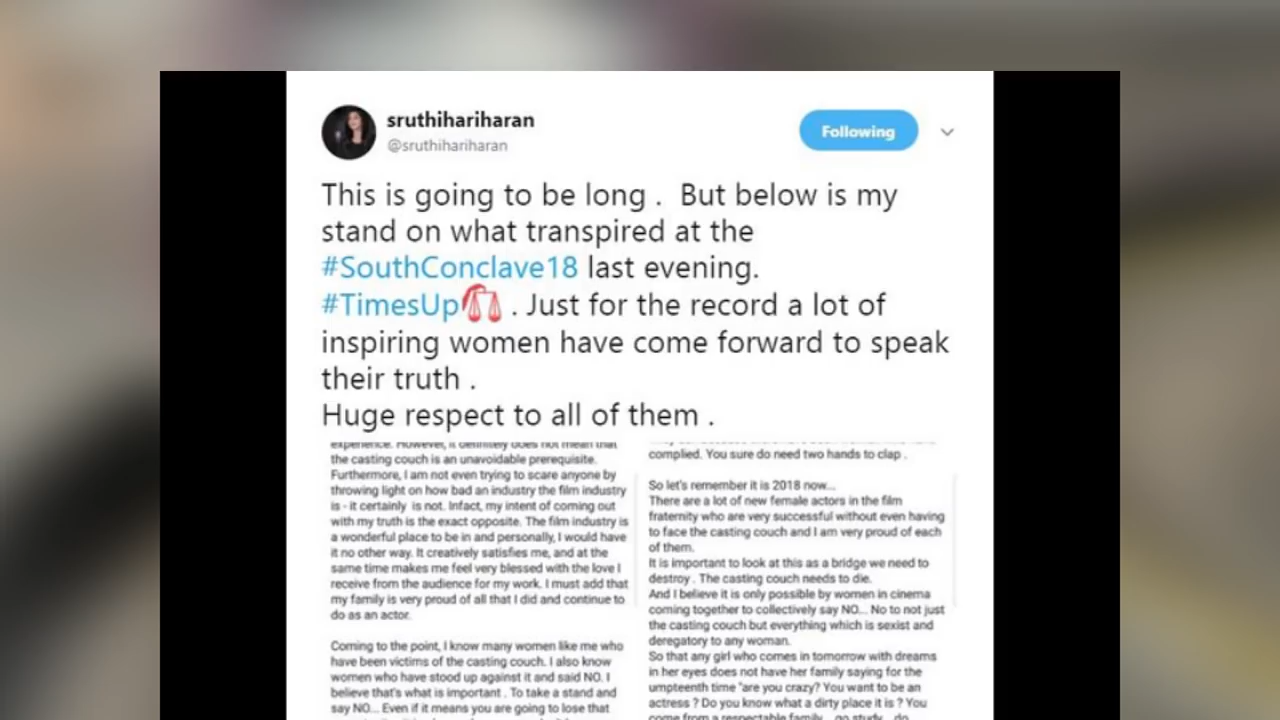 sruthihariharan
@sruthihariharan
Following
This is going to be long . But below is my
stand on what transpired at the
#SouthConclave18 last evening.
#TimesUp . Just for the record a lot of
inspiring women have come forward to speak
their truth .
Huge respect to all of them .
experience. However, it definitely does not mean that
the casting couch is an unavoidable prerequisite.
Furthermore, I am not even trying to scare anyone by
throwing light on how bad an industry the film industry
is - it certainly is not. Infact, my intent of coming out
with my truth is the exact opposite. The film industry is
a wonderful place to be in and personally, I would have
it no other way. It creatively satisfies me, and at the
same time makes me feel very blessed with the love I
receive from the audience for my work. I must add that
my family is very proud of all that I did and continue to
do as an actor.
Coming to the point, I know many women like me who
have been victims of the casting couch. I also know
women who have stood up against it and said NO. I
believe that's what is important . To take a stand and
say NO... Even if it means you are going to lose that
complied. You sure do need two hands to clap .
So let's remember it is 2018 now...
There are a lot of new female actors in the film
fraternity who are very successful without even having
to face the casting couch and I am very proud of each
of them.
It is important to look at this as a bridge we need to
destroy . The casting couch needs to die.
And I believe it is only possible by women in cinema
coming together to collectively say NO... No to not just
the casting couch but everything which is sexist and
deregatory to any woman.
So that any girl who comes in tomorrow with dreams
in her eyes does not have her family saying for the
umpteenth time "are you crazy? You want to be an
actress ? Do you know what a dirty place it is ? You
come from a respectable family... go study... do